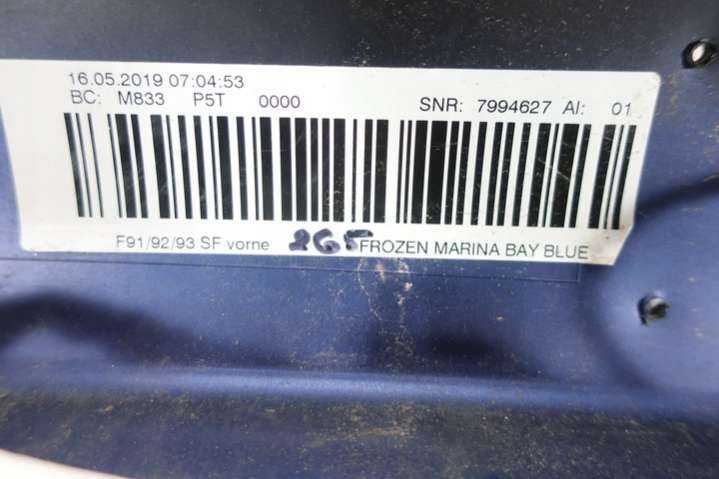 16.05.2019 07:04:53
BC: M833 P5T 0000 SNR: 7994627 AI: 01
F91/92/93 SF vorne FROZEN MARINA BAY BLUE